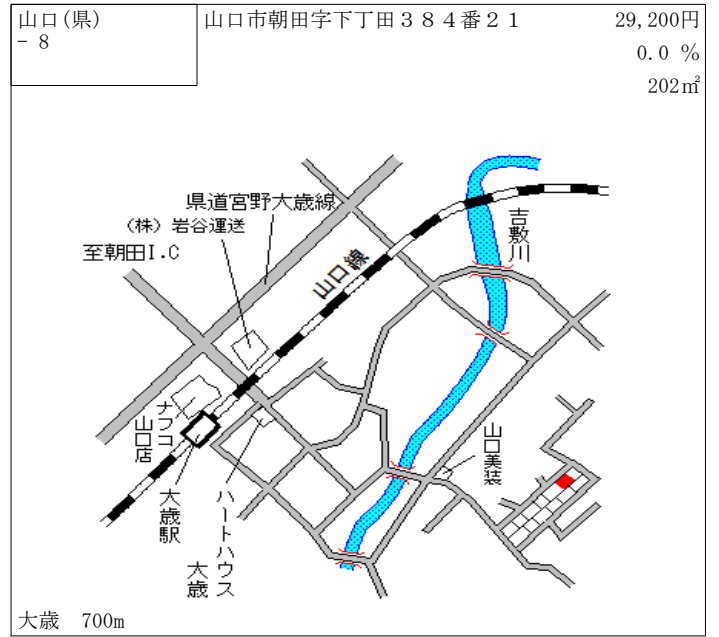 山口(県)
- 8
山口市朝田字下丁田３８４番２１
29,200円
0.0 %
202㎡
県道宮野大歳線
(株) 岩谷運送
至朝田I.C
山口線
吉敷川
ナフコ
山口店
大歳駅
ハートハウス
大歳
山口美装
大歳　700m